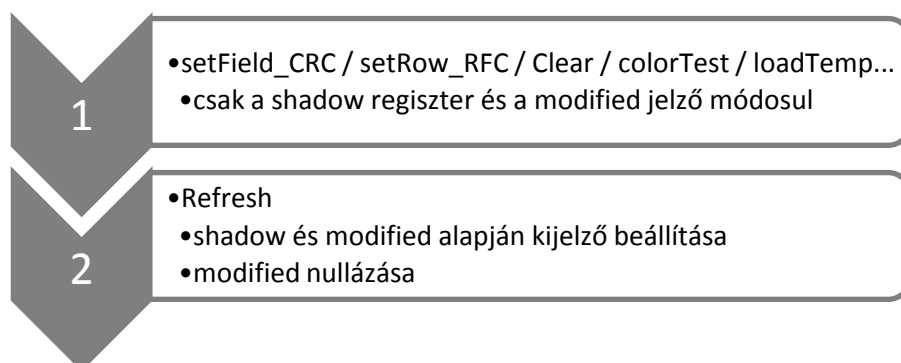 1
•setField_CRC / setRow_RFC / Clear / colorTest / loadTemp...
•csak a shadow regiszter és a modified jelző módosul
2
•Refresh
•shadow és modified alapján kijelző beállítása
•modified nullázása